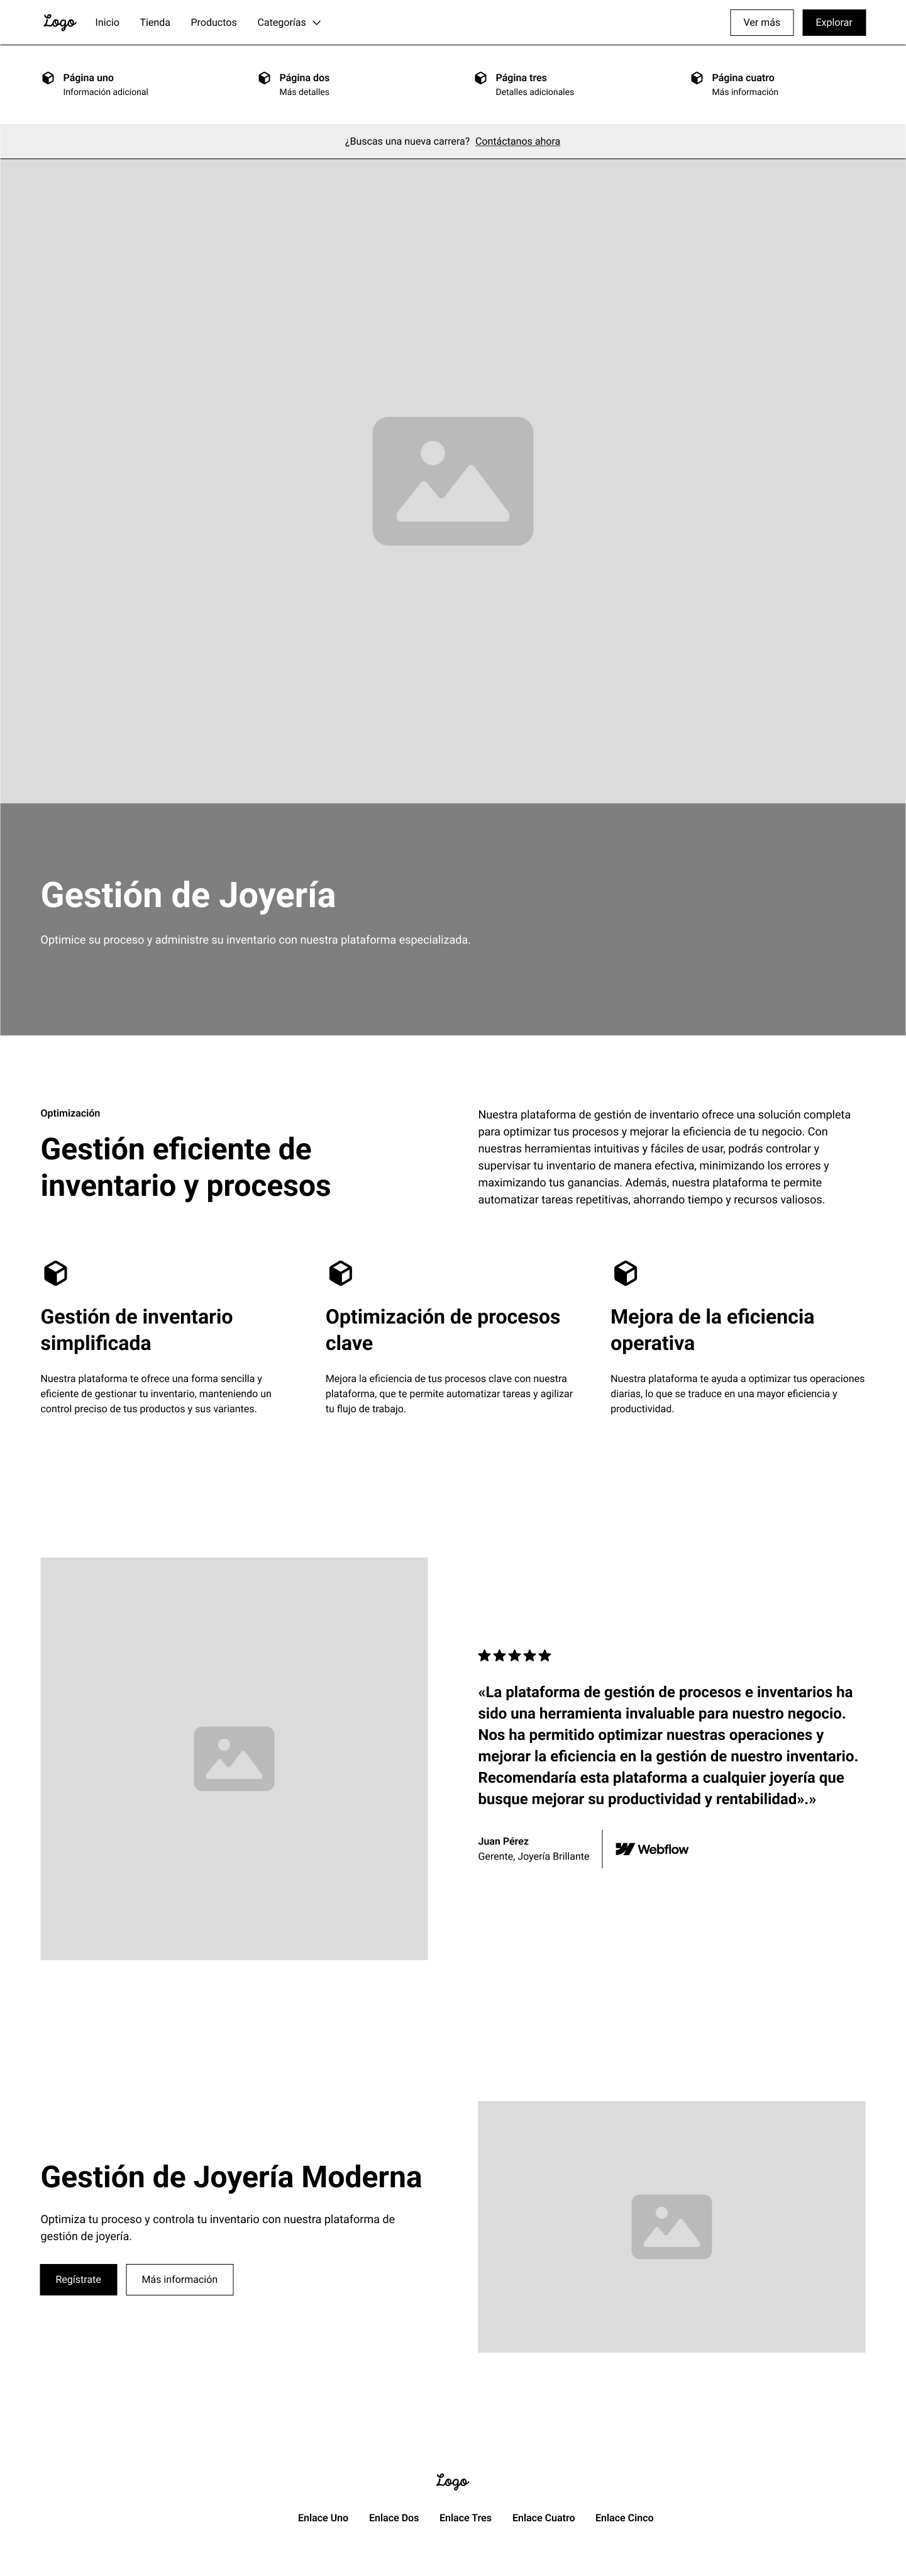 Logo
Inicio
Tienda
Productos
Categorías
Ver más
Explorar
Página uno
Información adicional
Página dos
Más detalles
Página tres
Detalles adicionales
Página cuatro
Más información
¿Buscas una nueva carrera? Contáctanos ahora
Gestión de Joyería
Optimice su proceso y administre su inventario con nuestra plataforma especializada.
Optimización
Gestión eficiente de
inventario y procesos
Nuestra plataforma de gestión de inventario ofrece una solución completa
para optimizar tus procesos y mejorar la eficiencia de tu negocio. Con
nuestras herramientas intuitivas y fáciles de usar, podrás controlar y
supervisar tu inventario de manera efectiva, minimizando los errores y
maximizando tus ganancias. Además, nuestra plataforma te permite
automatizar tareas repetitivas, ahorrando tiempo y recursos valiosos.
Gestión de inventario
simplificada
Nuestra plataforma te ofrece una forma sencilla y
eficiente de gestionar tu inventario, manteniendo un
control preciso de tus productos y sus variantes.
Optimización de procesos
clave
Mejora la eficiencia de tus procesos clave con nuestra
plataforma, que te permite automatizar tareas y agilizar
tu flujo de trabajo.
Mejora de la eficiencia
operativa
Nuestra plataforma te ayuda a optimizar tus operaciones
diarias, lo que se traduce en una mayor eficiencia y
productividad.
«La plataforma de gestión de procesos e inventarios ha
sido una herramienta invaluable para nuestro negocio.
Nos ha permitido optimizar nuestras operaciones y
mejorar la eficiencia en la gestión de nuestro inventario.
Recomendaría esta plataforma a cualquier joyería que
busque mejorar su productividad y rentabilidad».»
Juan Pérez
Gerente, Joyería Brillante
Webflow
Gestión de Joyería Moderna
Optimiza tu proceso y controla tu inventario con nuestra plataforma de
gestión de joyería.
Regístrate
Más información
Logo
Enlace Uno
Enlace Dos
Enlace Tres
Enlace Cuatro
Enlace Cinco